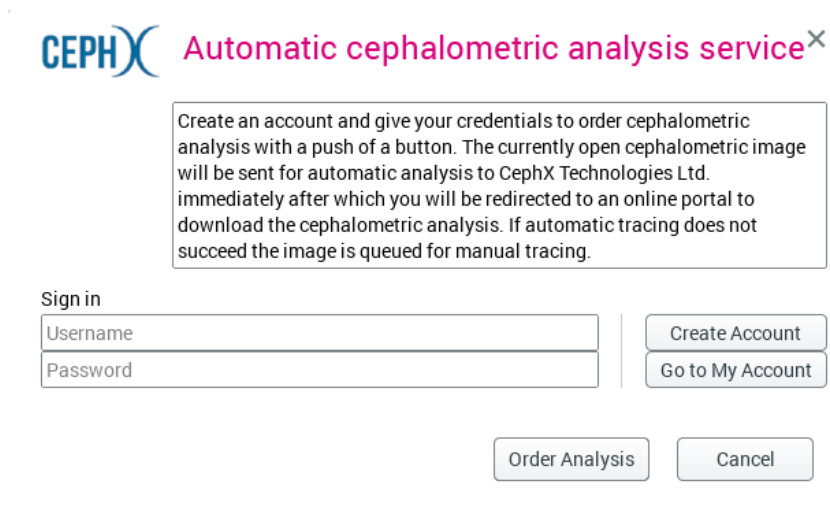 CEPHX Automatic cephalometric analysis service
Create an account and give your credentials to order cephalometric
analysis with a push of a button. The currently open cephalometric image
will be sent for automatic analysis to CephX Technologies Ltd.
immediately after which you will be redirected to an online portal to
download the cephalometric analysis. If automatic tracing does not
succeed the image is queued for manual tracing.
Sign in
Username
Create Account
Password
Go to My Account
Order Analysis
Cancel